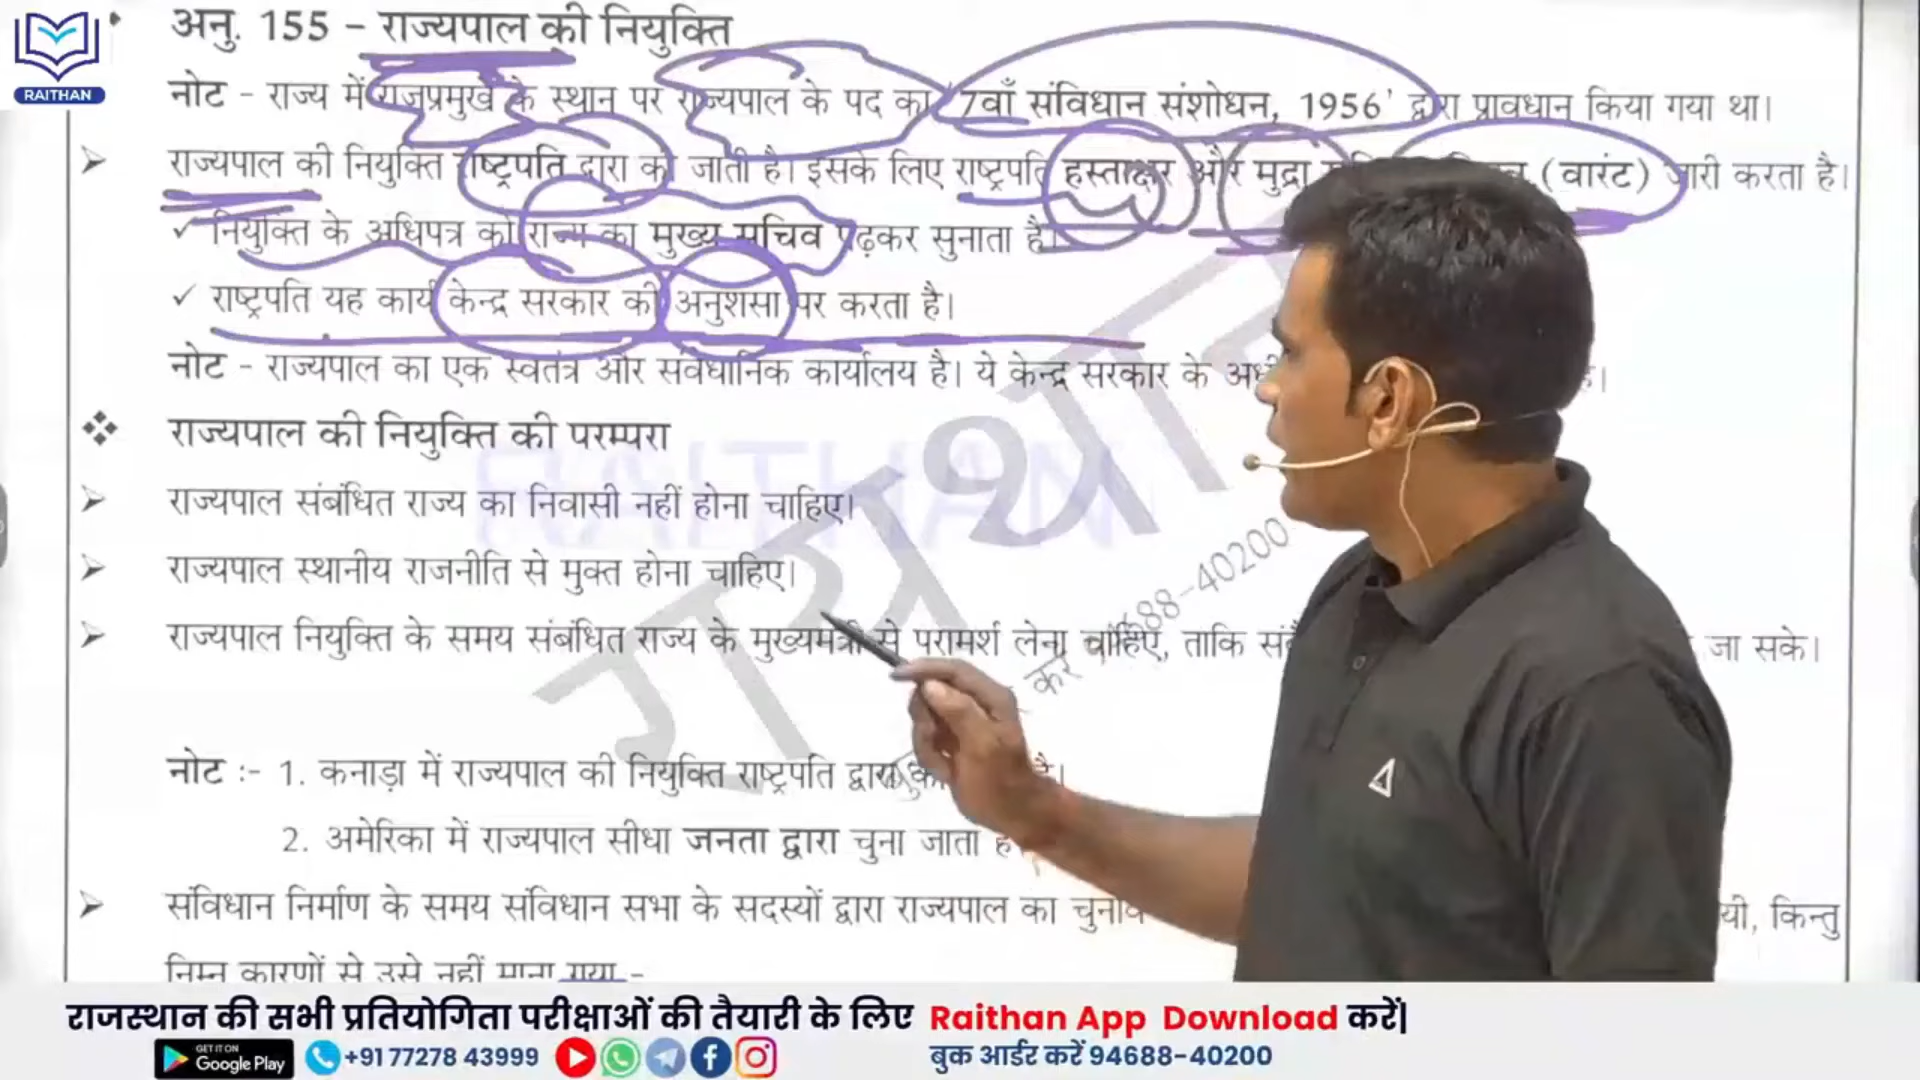 अनु. 155 – राज्यपाल की नियुक्ति
RAITHAN
नोट - राज्य में राजप्रमुख के स्थान पर राज्यपाल के पद का '7वाँ संविधान संशोधन, 1956' द्वारा प्रावधान किया गया था।
राज्यपाल की नियुक्ति राष्ट्रपति द्वारा की जाती है। इसके लिए राष्ट्रपति हस्ताक्षर और मुद्रा (वारंट) जारी करता है।
✓ नियुक्ति के अधिपत्र को राज्य का मुख्य सचिव पढ़कर सुनाता है।
✓ राष्ट्रपति यह कार्य केन्द्र सरकार की अनुशंसा पर करता है।
नोट - राज्यपाल का एक स्वतंत्र और संवैधानिक कार्यालय है। ये केन्द्र सरकार के
राज्यपाल की नियुक्ति की परम्परा
राज्यपाल संबंधित राज्य का निवासी नहीं होना चाहिए।
राज्यपाल स्थानीय राजनीति से मुक्त होना चाहिए।
राज्यपाल नियुक्ति के समय संबंधित राज्य के मुख्यमंत्री से परामर्श लेना चाहिए, ताकि जा सके।
नोट :- 1. कनाड़ा में राज्यपाल की नियुक्ति राष्ट्रपति द्वारा
2. अमेरिका में राज्यपाल सीधा जनता द्वारा चुना जाता
संविधान निर्माण के समय संविधान सभा के सदस्यों द्वारा राज्यपाल का किन्तु
निम्न कारणों से उसे नहीं माना गया -
राजस्थान की सभी प्रतियोगिता परीक्षाओं की तैयारी के लिए Raithan App Download करें|
GET IT ON
Google Play
+91 77278 43999
बुक आर्डर करें 94688-40200